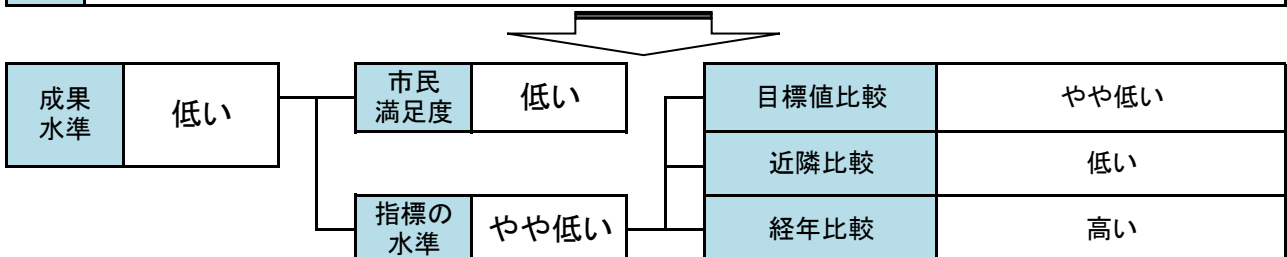 成果
水準
低い
市民
満足度
低い
指標の
水準
やや低い
目標値比較
やや低い
近隣比較
低い
経年比較
高い